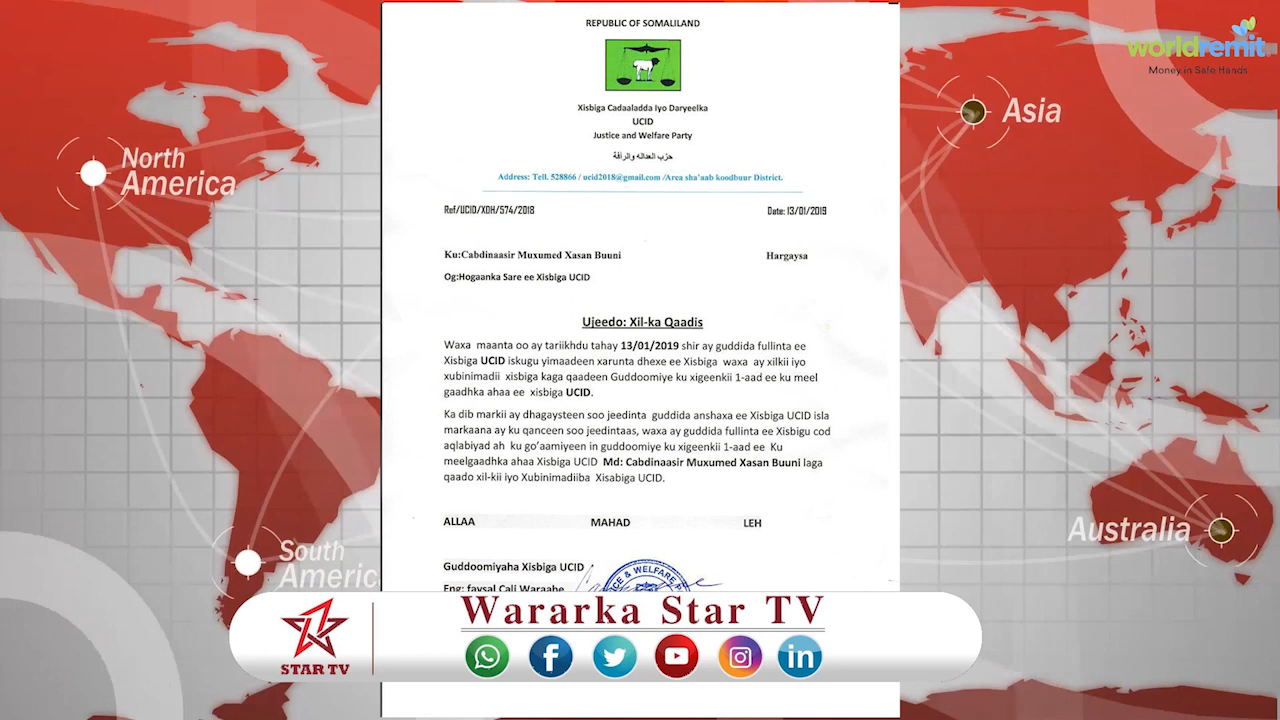 REPUBLIC OF SOMALILAND
Xisbiga Cadaaladda Iyo Daryeelka
UCID
Justice and Welfare Party
حزب العداله والرأفة
Address: Tell. 528866 / ucid2018@gmail.com /Area sha'aab koodbuur District.
Ref/UCID/XDH/574/2018
Date: 13/01/2019
Ku:Cabdinaasir Muxumed Xasan Buuni
Hargaysa
Og:Hogaanka Sare ee Xisbiga UCID
Ujeedo: Xil-ka Qaadis
Waxa maanta oo ay tariikhdu tahay 13/01/2019 shir ay guddida fullinta ee
Xisbiga UCID iskugu yimaadeen xarunta dhexe ee Xisbiga waxa ay xilkii iyo
xubinimadii xisbiga kaga qaadeen Guddoomiye ku xigeenkii 1-aad ee ku meel
gaadhka ahaa ee xisbiga UCID.
Ka dib markii ay dhagaysteen soo jeedinta guddida anshaxa ee Xisbiga UCID isla
markaana ay ku qanceen soo jeedintaas, waxa ay guddida fullinta ee Xisbigu cod
aqlabiyad ah ku go'aamiyeen in guddoomiye ku xigeenkii 1-aad ee Ku
meelgaadhka ahaa Xisbiga UCID Md: Cabdinaasir Muxumed Xasan Buuni laga
qaado xil-kii iyo Xubinimadiiba Xisabiga UCID.
ALLAA MAHAD LEH
Guddoomiyaha Xisbiga UCID
Eng: faysal Cali Waraabe
& WELFARE
worldremit
Money in Safe Hands
North
America
Asia
South
Americ
Australia
STAR TV
Wararka Star TV